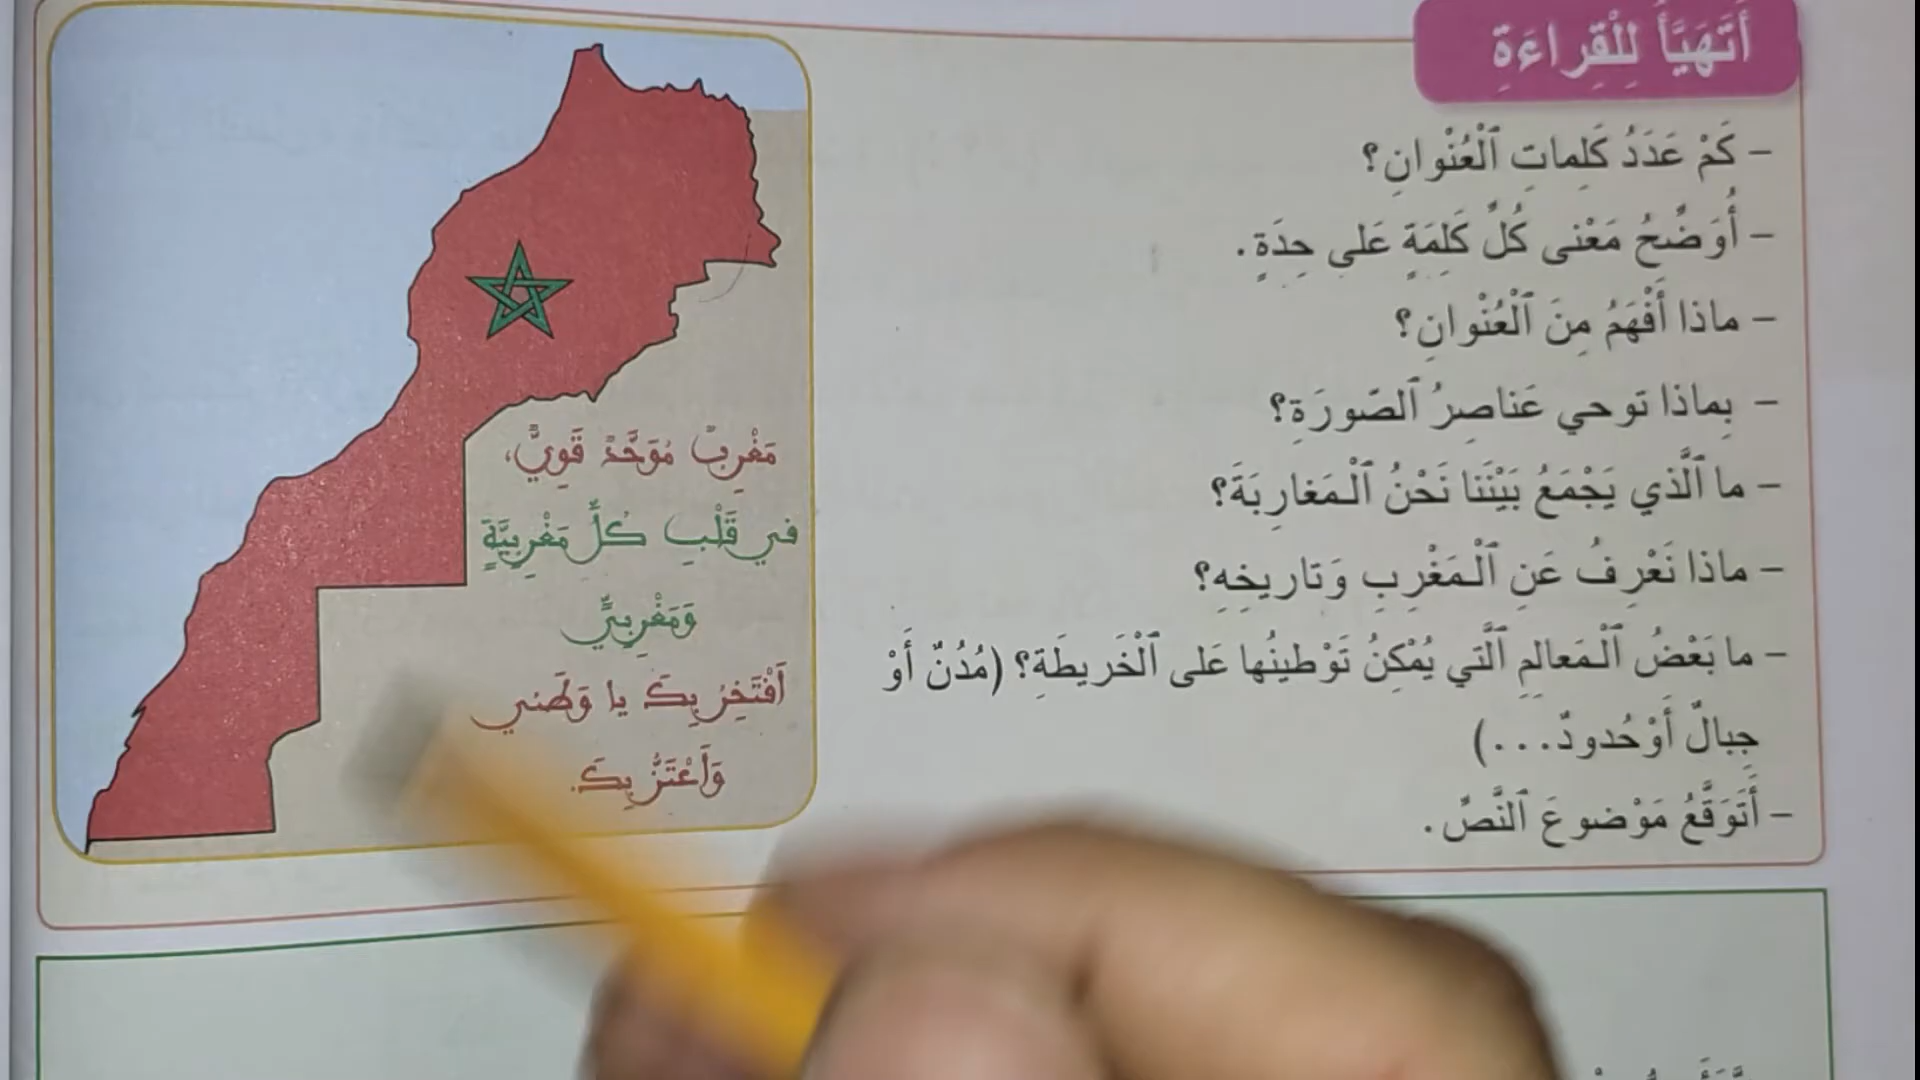 أَتَهَيَّأُ لِلْقِراءَةِ
– كَمْ عَدَدُ كَلِماتِ ٱلْعُنْوانِ؟
– أُوَضِّحُ مَعْنى كُلِّ كَلِمَةٍ عَلى حِدَةٍ.
– ماذا أَفْهَمُ مِنَ ٱلْعُنْوانِ؟
– بِماذا توحي عَناصِرُ ٱلصّورَةِ؟
– ما ٱلَّذي يَجْمَعُ بَيْنَنا نَحْنُ ٱلْمَغارِبَةَ؟
– ماذا نَعْرِفُ عَنِ ٱلْمَغْرِبِ وَتاريخِهِ؟
– ما بَعْضُ ٱلْمَعالِمِ ٱلَّتي يُمْكِنُ تَوْطينُها عَلى ٱلْخَريطَةِ؟ (مُدُنٌ أَوْ
جِبالٌ أَوْحُدودٌ...)
– أَتَوَقَّعُ مَوْضوعَ ٱلنَّصِّ.
مَغْرِبٌ مُوَحَّدٌ قَوِيٌّ،
في قَلْبِ كُلِّ مَغْرِبِيَّةٍ
وَمَغْرِبِيٍّ
أَفْتَخِرُ بِكَ يا وَطَني
وَأَعْتَزُّ بِكَ.